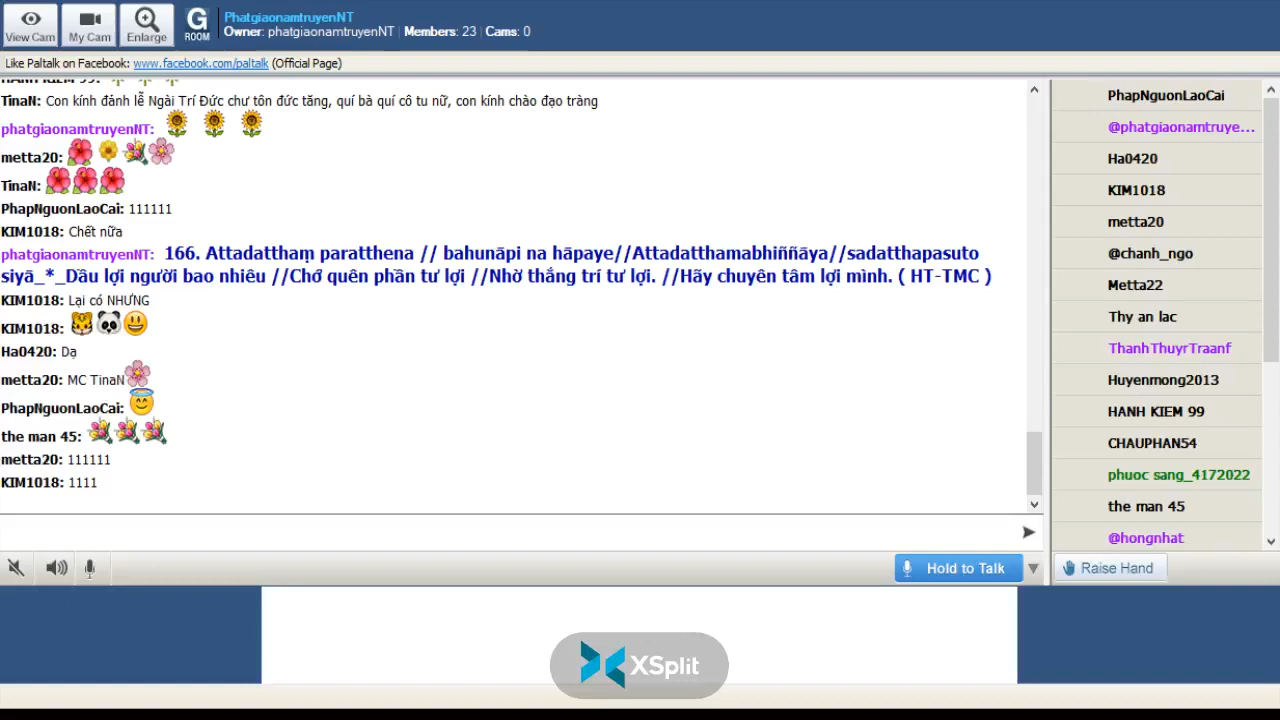 View Cam
My Cam
Enlarge
G
ROOM
PhatgiaonamtruyenNT
Owner: phatgiaonamtruyenNT | Members: 23 | Cams: 0
Like Paltalk on Facebook: www.facebook.com/paltalk (Official Page)
HANH KIEM 99:
TinaN: Con kính đảnh lễ Ngài Trí Đức chư tôn đức tăng, quí bà quí cô tu nữ, con kính chào đạo tràng
phatgiaonamtruyenNT:
metta20:
TinaN:
PhapNguonLaoCai: 111111
KIM1018: Chết nữa
phatgiaonamtruyenNT: 166. Attadatthaṃ paratthena // bahunāpi na hāpaye//Attadatthamabhiññāya//sadatthapasuto
siyā_*_Dầu lợi người bao nhiêu //Chớ quên phần tư lợi //Nhờ thắng trí tư lợi. //Hãy chuyên tâm lợi mình. ( HT-TMC )
KIM1018: Lại có NHƯNG
KIM1018:
Ha0420: Dạ
metta20: MC TinaN
PhapNguonLaoCai:
the man 45:
metta20: 111111
KIM1018: 1111
Hold to Talk
PhapNguonLaoCai
@phatgiaonamtruye...
Ha0420
KIM1018
metta20
@chanh_ngo
Metta22
Thy an lac
ThanhThuyrTraanf
Huyenmong2013
HANH KIEM 99
CHAUPHAN54
phuoc sang_4172022
the man 45
@hongnhat
Raise Hand
XSplit